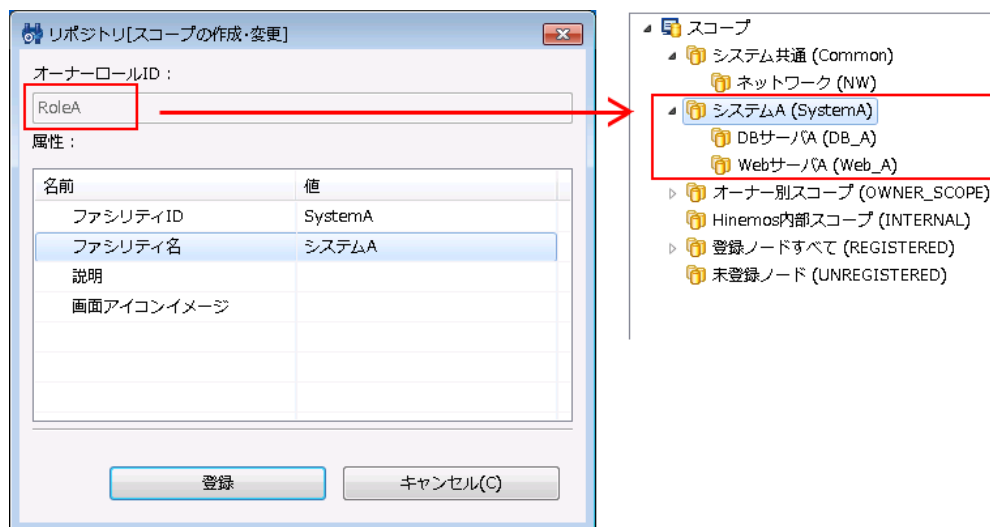 リポジトリ[スコープの作成・変更]
オーナーロールID：
RoleA
属性：
名前 値
ファシリティID SystemA
ファシリティ名 システムA
説明
画面アイコンイメージ
登録 キャンセル(C)
スコープ
システム共通 (Common)
ネットワーク (NW)
システムA (SystemA)
DBサーバA (DB_A)
WebサーバA (Web_A)
オーナー別スコープ (OWNER_SCOPE)
Hinemos内部スコープ (INTERNAL)
登録ノードすべて (REGISTERED)
未登録ノード (UNREGISTERED)